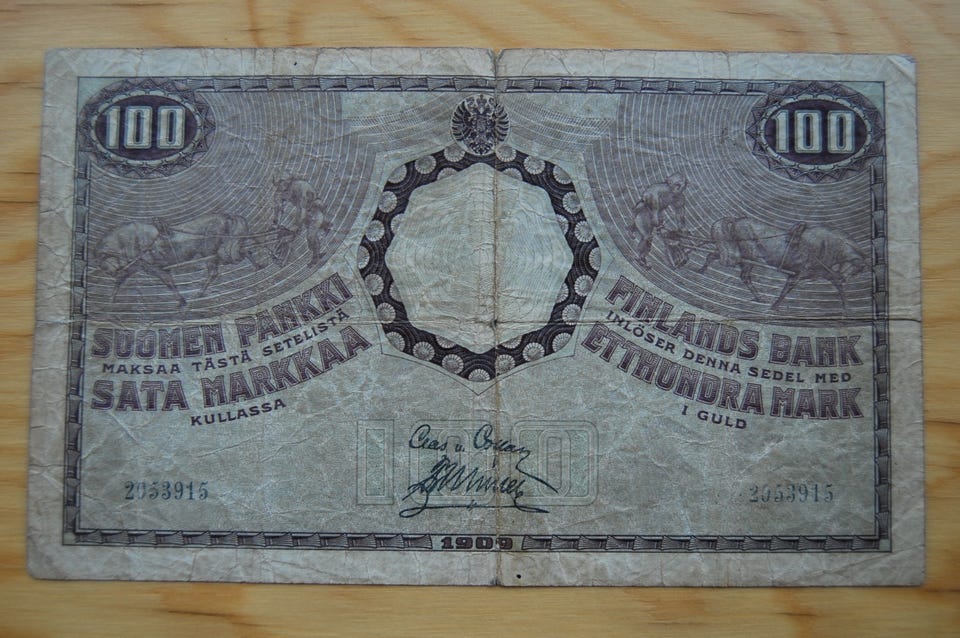 100
100
SUOMEN PANKKI
MAKSAA TÄSTÄ SETELISTÄ
SATA MARKKAA
KULLASSA
FINLANDS BANK
INLÖSER DENNA SEDEL MED
ETTHUNDRA MARK
I GULD
100
2053915
2053915
1909